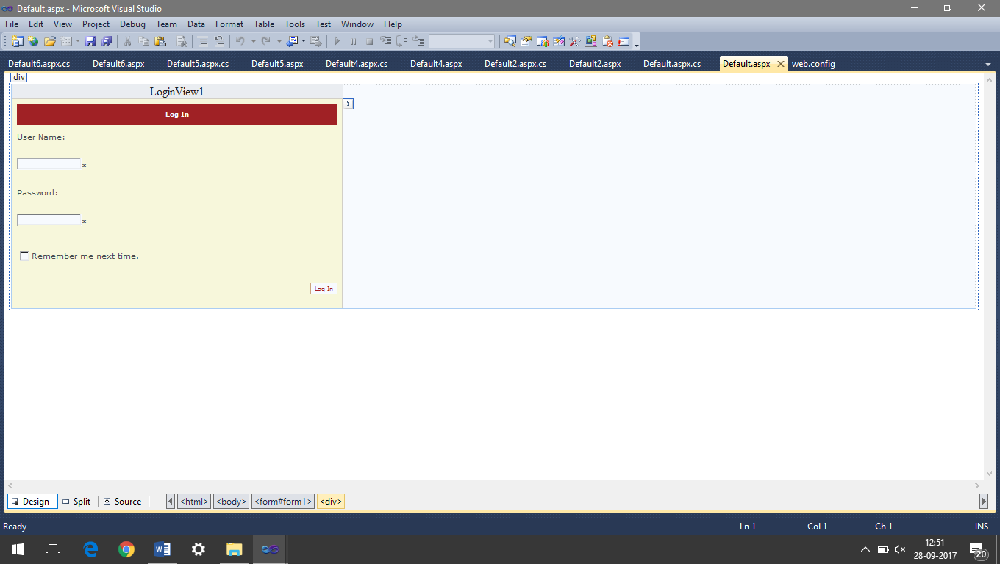 Default.aspx - Microsoft Visual Studio
File Edit View Project Debug Team Data Format Table Tools Test Window Help
Default6.aspx.cs Default6.aspx Default5.aspx.cs Default5.aspx Default4.aspx.cs Default4.aspx Default2.aspx.cs Default2.aspx Default.aspx.cs Default.aspx web.config
div
LoginView1
Log In
User Name:
*
Password:
*
Remember me next time.
Log In
Design Split Source <html> <body> <form#form1> <div>
Ready Ln 1 Col 1 Ch 1 INS
12:51
28-09-2017
20